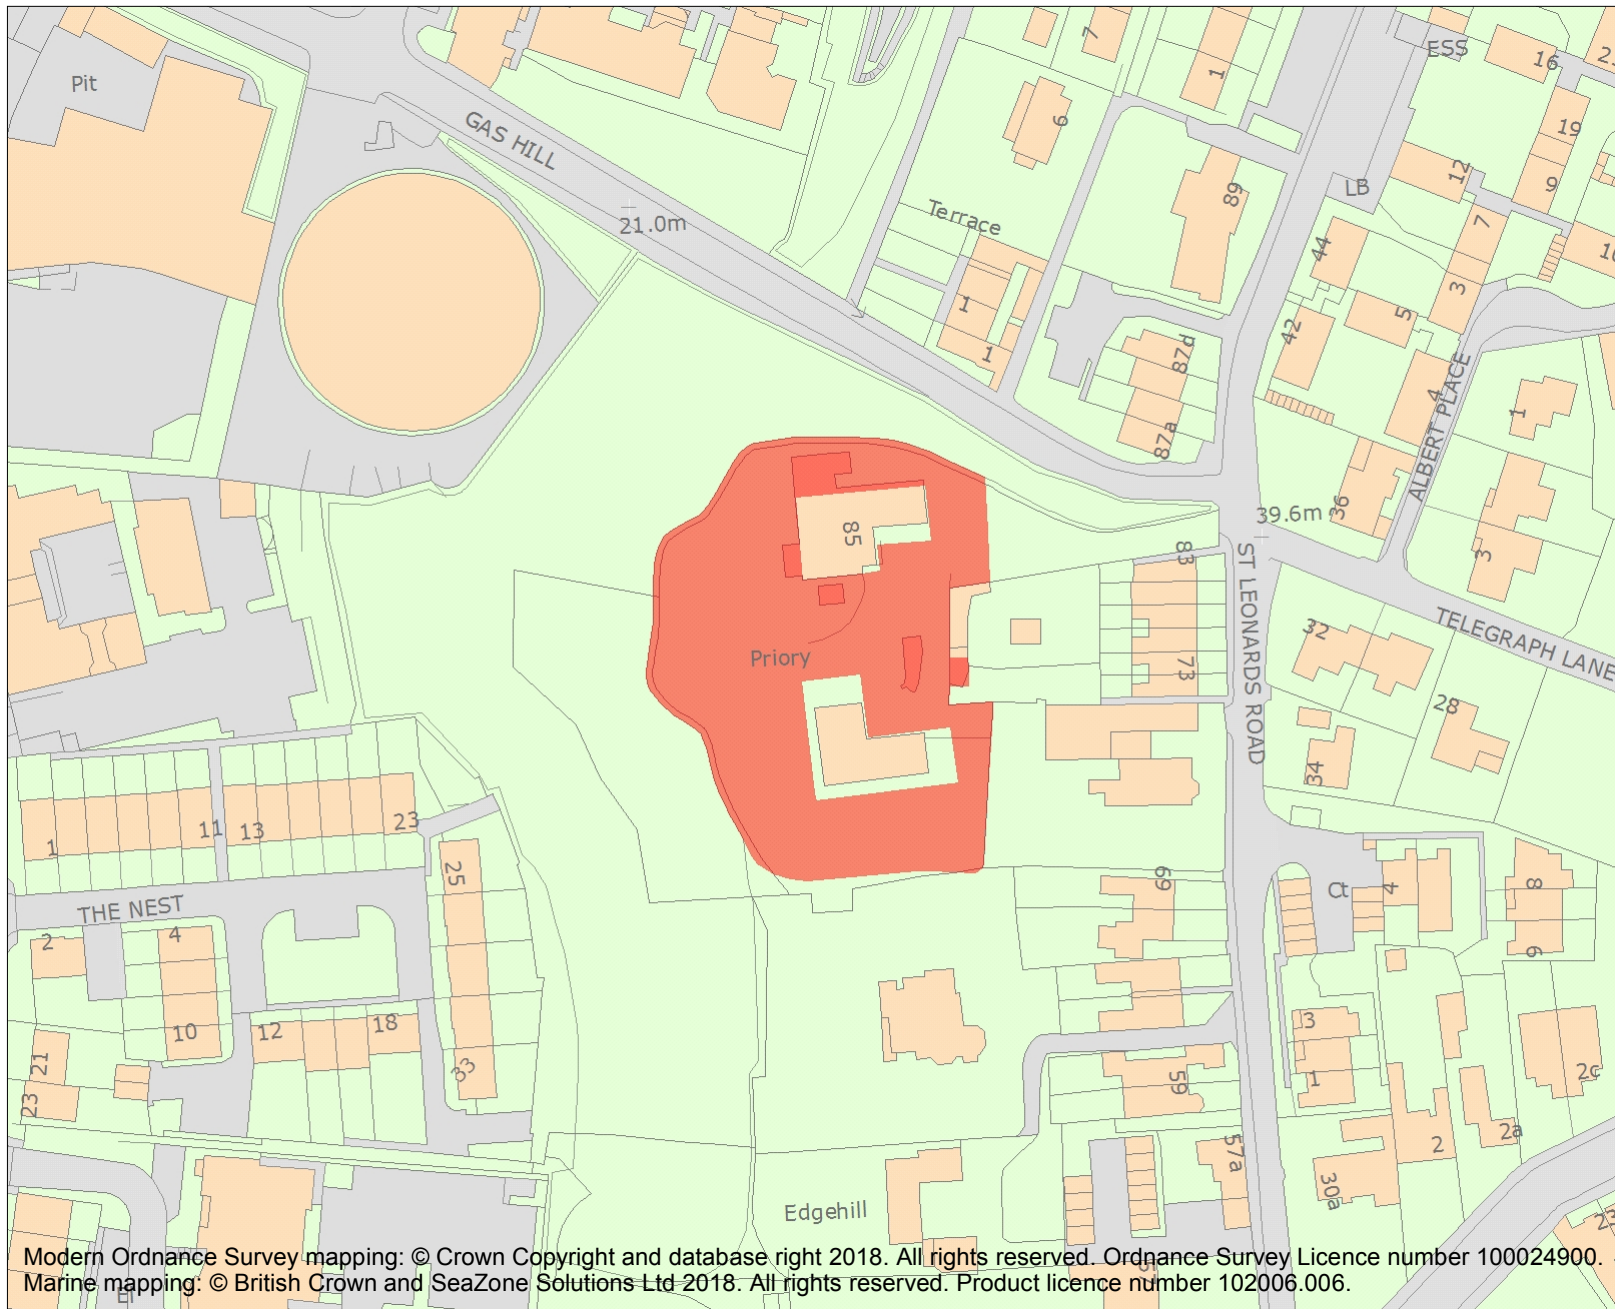 Pit
GAS HILL
21.0m
7
1
6
89
Terrace
1
1
87d
87a
ESS
16
19
12
9
LB
7
44
3
5
42
4
ALBERT PLACE
1
36
39.6m
3
ST LEONARDS ROAD
TELEGRAPH LANE
85
83
73
Priory
32
28
34
1
11
13
23
25
THE NEST
2
4
10
12
18
33
21
23
69
Ct
4
8
6
3
1
59
57a
2c
2a
2
30a
Edgehill
57
El
Modern Ordnance Survey mapping: © Crown Copyright and database right 2018. All rights reserved. Ordnance Survey Licence number 100024900.
Marine mapping: © British Crown and SeaZone Solutions Ltd 2018. All rights reserved. Product licence number 102006.006.